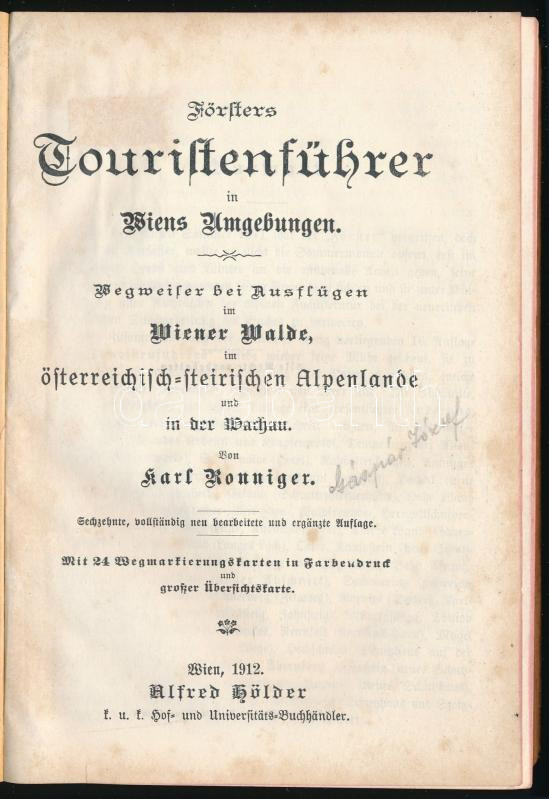 Försters
Touristenführer
in
Wiens Umgebungen.
Wegweiser bei Ausflügen
im
Wiener Walde,
im
österreichisch-steirischen Alpenlande
und
in der Wachau.
Von
Karl Ronniger.
Gáspár József
Sechzehnte, vollständig neu bearbeitete und ergänzte Auflage.
Mit 24 Wegmarkierungskarten in Farbendruck
und
großer Übersichtskarte.
Wien, 1912.
Alfred Hölder
k. u. k. Hof- und Universitäts-Buchhändler.